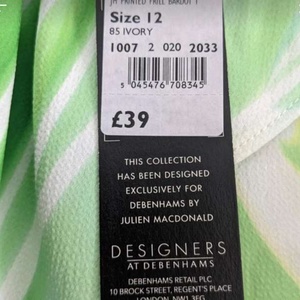 JH PRINTED FRILL BARDOT T
Size 12
85 IVORY
1007 2 020 2033
5 045476 708345
£39
THIS COLLECTION
HAS BEEN DESIGNED
EXCLUSIVELY FOR
DEBENHAMS BY
JULIEN MACDONALD
DESIGNERS
AT DEBENHAMS
DEBENHAMS RETAIL PLC
10 BROCK STREET, REGENT'S PLACE
LONDON, NW1 3FG